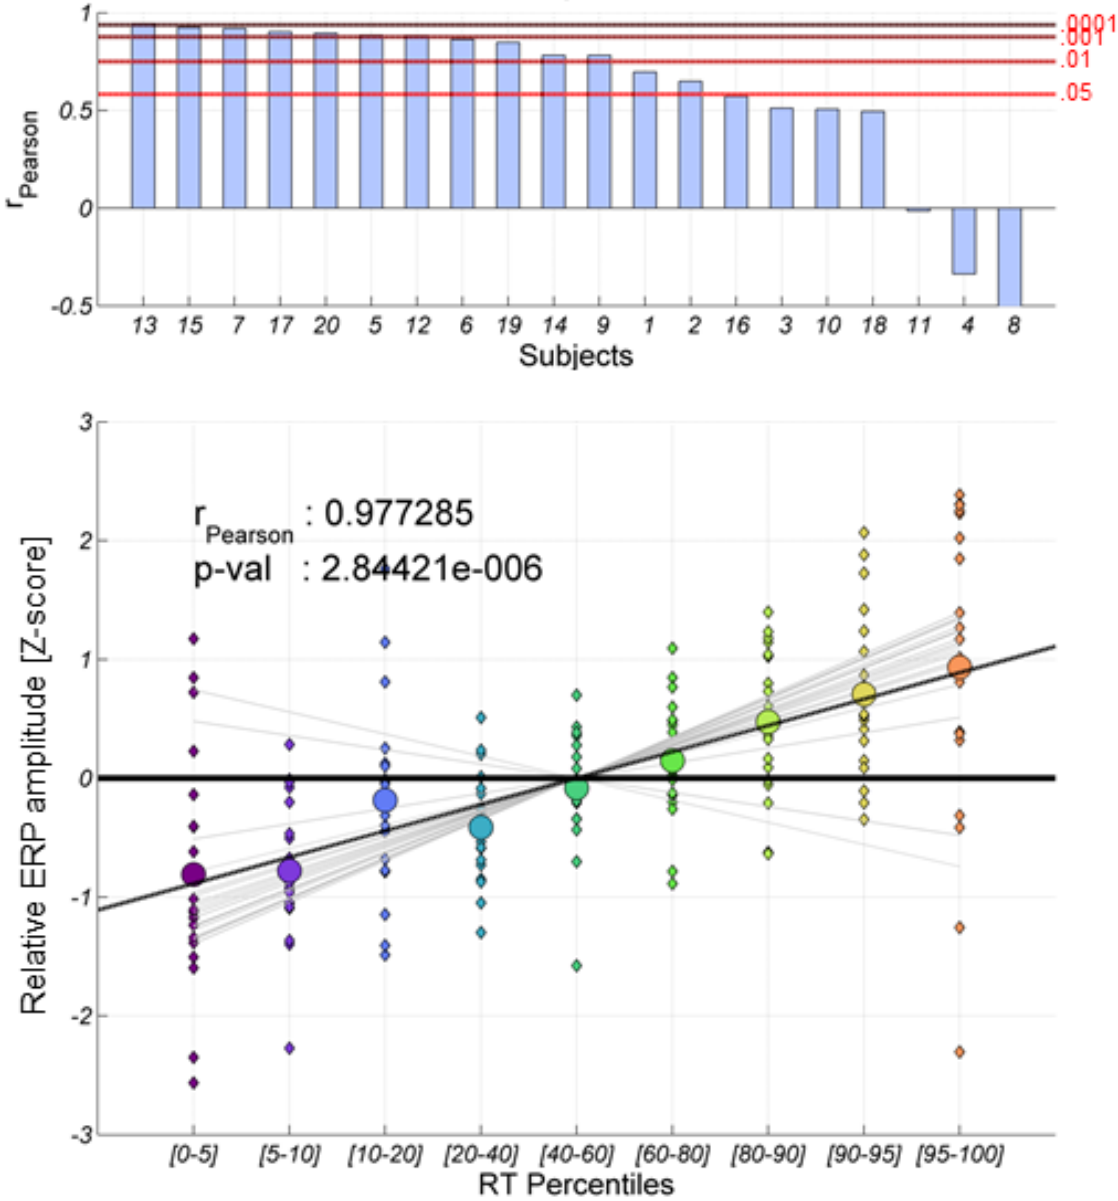 1
.0001
.001
.01
.05
0.5
0
-0.5
r Pearson
13 15 7 17 20 5 12 6 19 14 9 1 2 16 3 10 18 11 4 8
Subjects
3
2
1
0
-1
-2
-3
Relative ERP amplitude [Z-score]
r Pearson : 0.977285
p-val : 2.84421e-006
[0-5] [5-10] [10-20] [20-40] [40-60] [60-80] [80-90] [90-95] [95-100]
RT Percentiles